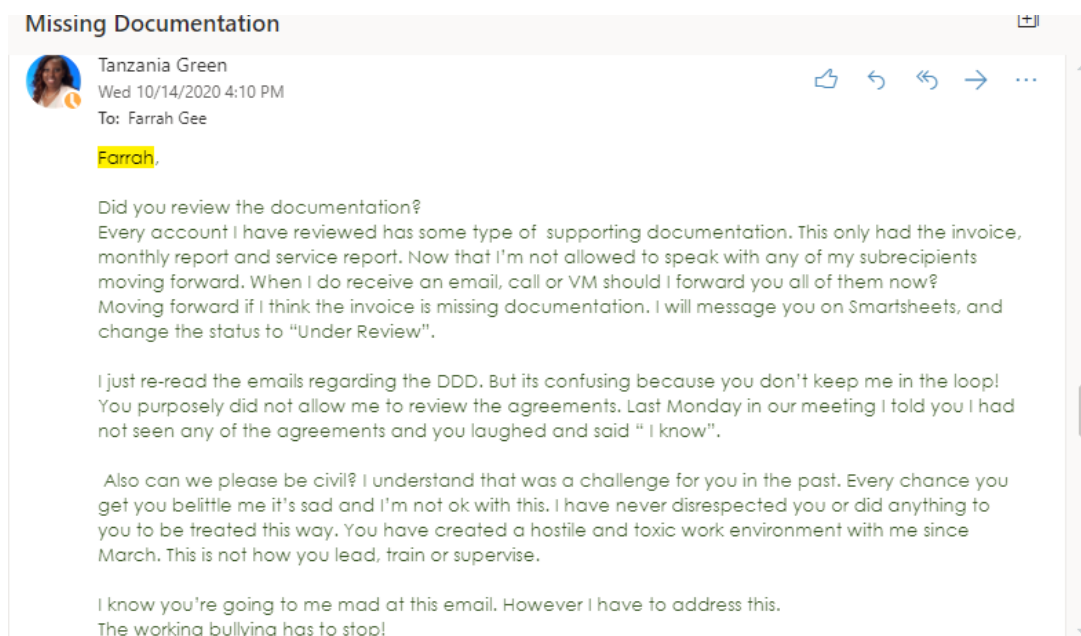 Missing Documentation
Tanzania Green
Wed 10/14/2020 4:10 PM
To: Farrah Gee
Farrah,
Did you review the documentation?
Every account I have reviewed has some type of supporting documentation. This only had the invoice,
monthly report and service report. Now that I'm not allowed to speak with any of my subrecipients
moving forward. When I do receive an email, call or VM should I forward you all of them now?
Moving forward if I think the invoice is missing documentation. I will message you on Smartsheets, and
change the status to “Under Review”.
I just re-read the emails regarding the DDD. But its confusing because you don't keep me in the loop!
You purposely did not allow me to review the agreements. Last Monday in our meeting I told you I had
not seen any of the agreements and you laughed and said “ I know”.
Also can we please be civil? I understand that was a challenge for you in the past. Every chance you
get you belittle me it's sad and I'm not ok with this. I have never disrespected you or did anything to
you to be treated this way. You have created a hostile and toxic work environment with me since
March. This is not how you lead, train or supervise.
I know you're going to me mad at this email. However I have to address this.
The working bullying has to stop!